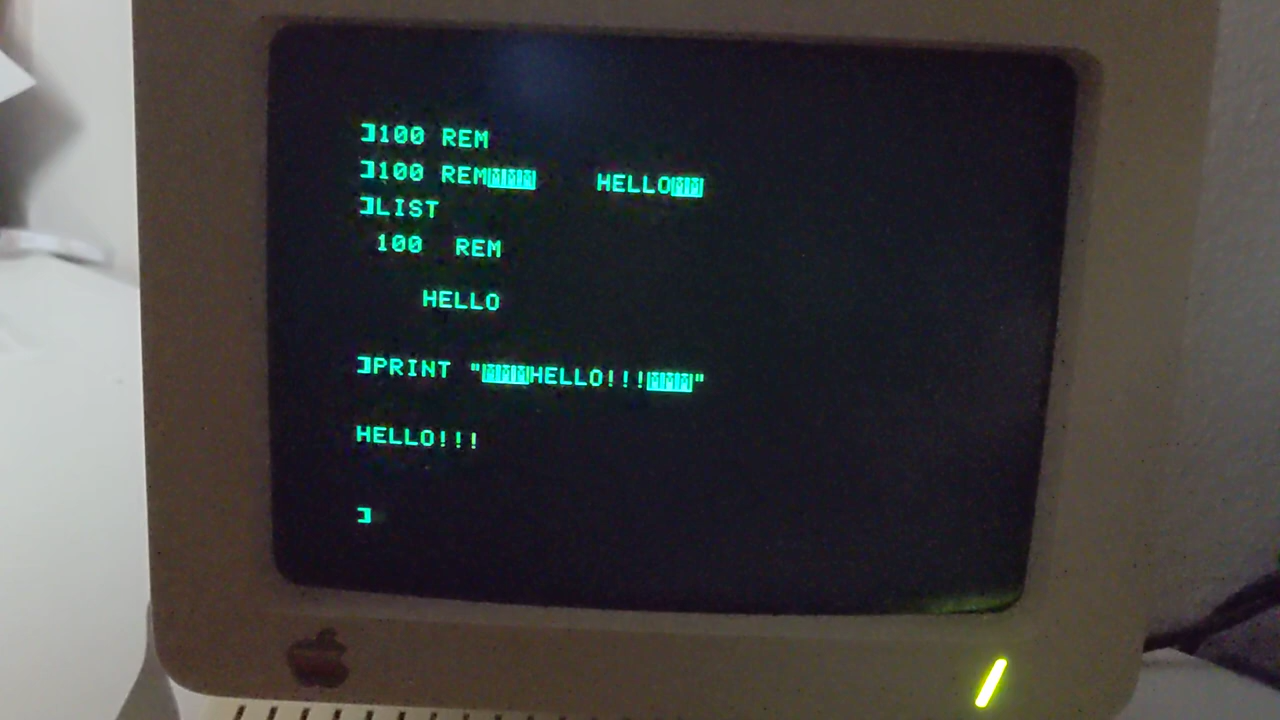 ]100 REM
]100 REM🅼🅼🅼    HELLO🅼🅼
]LIST
 100  REM
    HELLO
]PRINT "🅼🅼🅼HELLO!!!🅼🅼🅼"
HELLO!!!
]